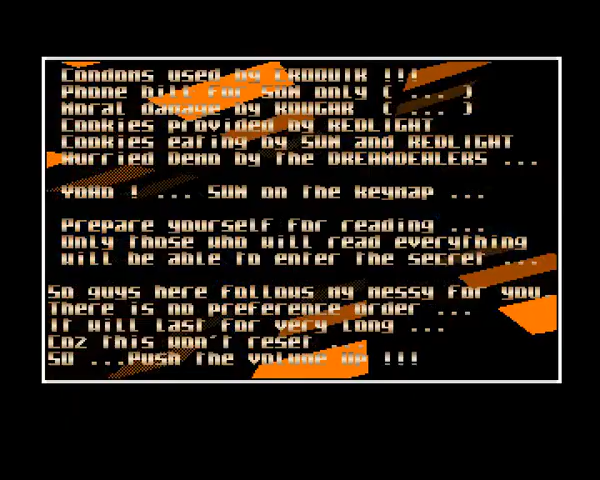 Condoms used by CROQUIK !!!
Phone bill for SUN only ( ... )
Moral damage by KOUGAR  ( ... )
Cookies provided by REDLIGHT
Cookies eating by SUN and REDLIGHT
Hurried Demo by the DREAMDEALERS ...
YOHO ! ... SUN on the keymap ...
Prepare yourself for reading ...
Only those who will read everything
will be able to enter the secret ...
So guys here follows my messy for you
There is no preference order ...
It will last for very long ...
Coz this won't reset ...
SO ...Push the volume up !!!